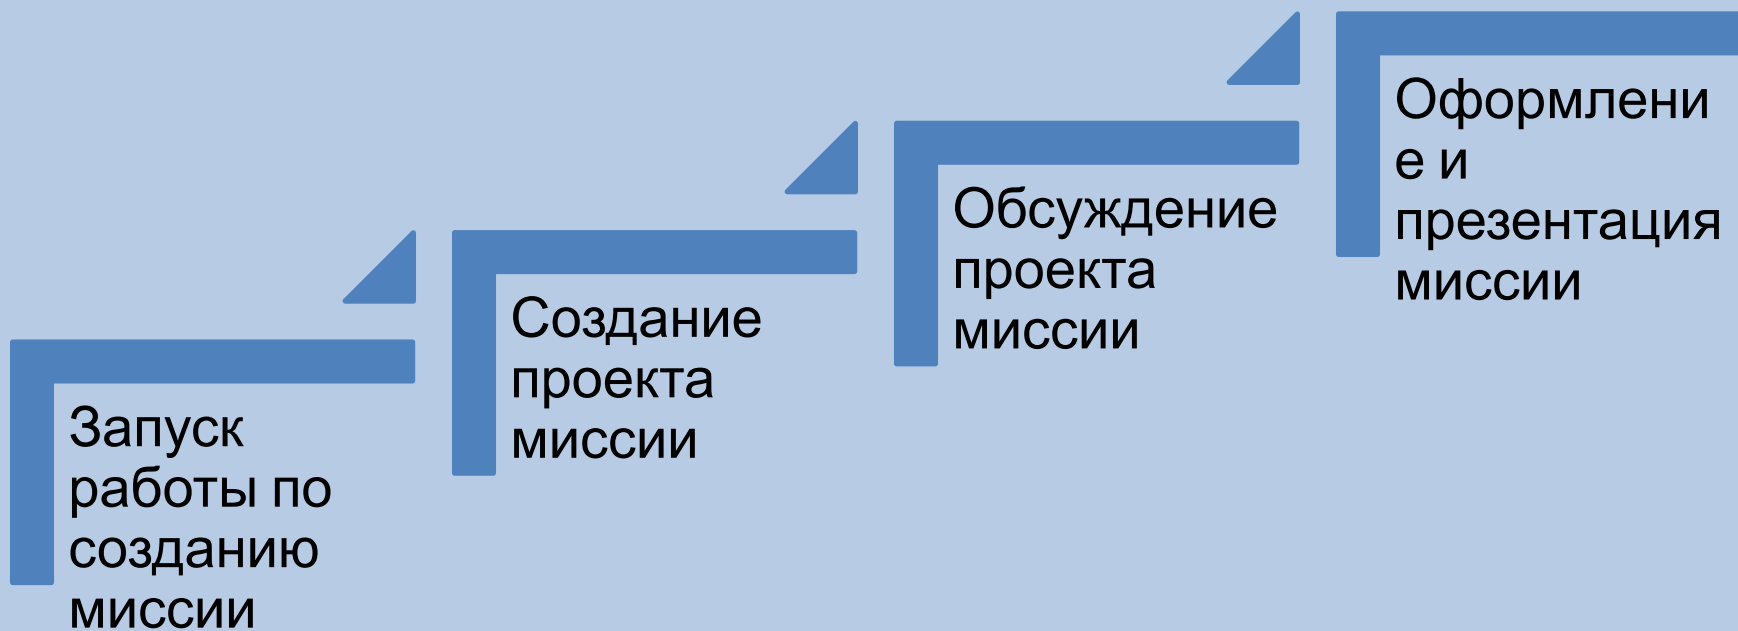 Запуск
работы по
созданию
миссии
Создание
проекта
миссии
Обсуждение
проекта
миссии
Оформлени
е и
презентация
миссии